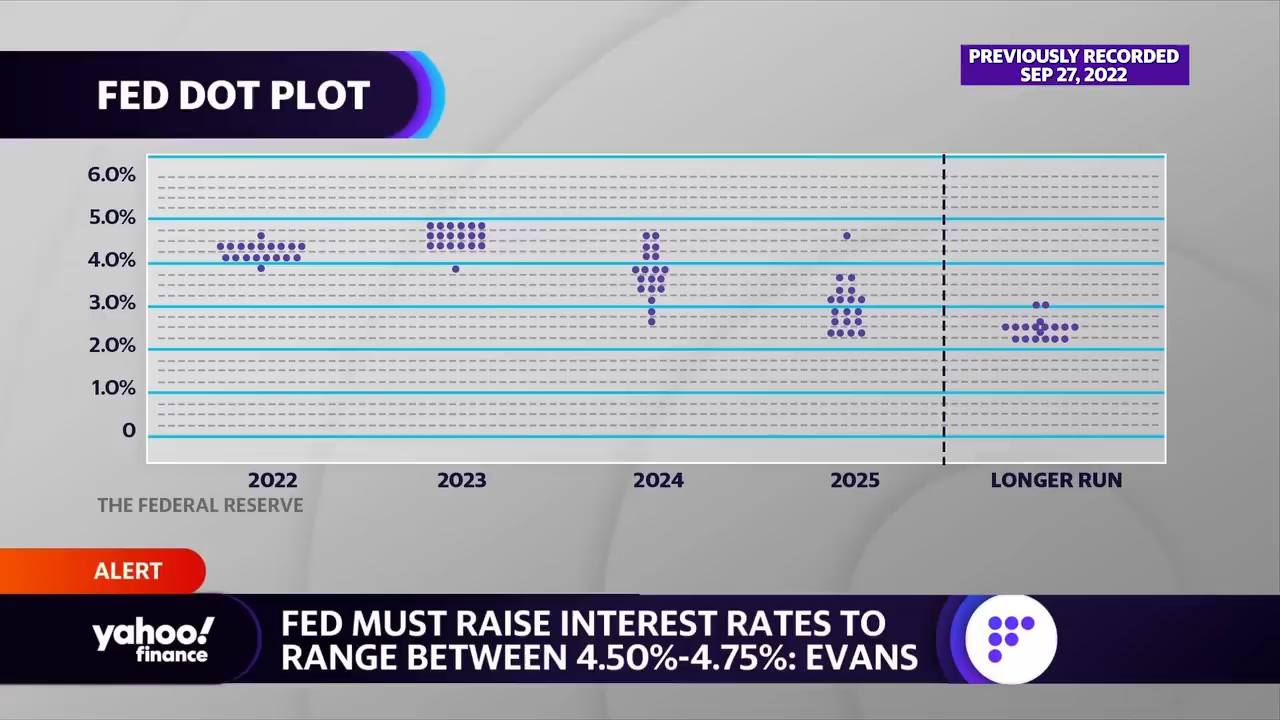 FED DOT PLOT
PREVIOUSLY RECORDED
SEP 27, 2022
6.0%
5.0%
4.0%
3.0%
2.0%
1.0%
0
2022 2023 2024 2025 LONGER RUN
THE FEDERAL RESERVE
ALERT
yahoo!
finance
FED MUST RAISE INTEREST RATES TO
RANGE BETWEEN 4.50%-4.75%: EVANS